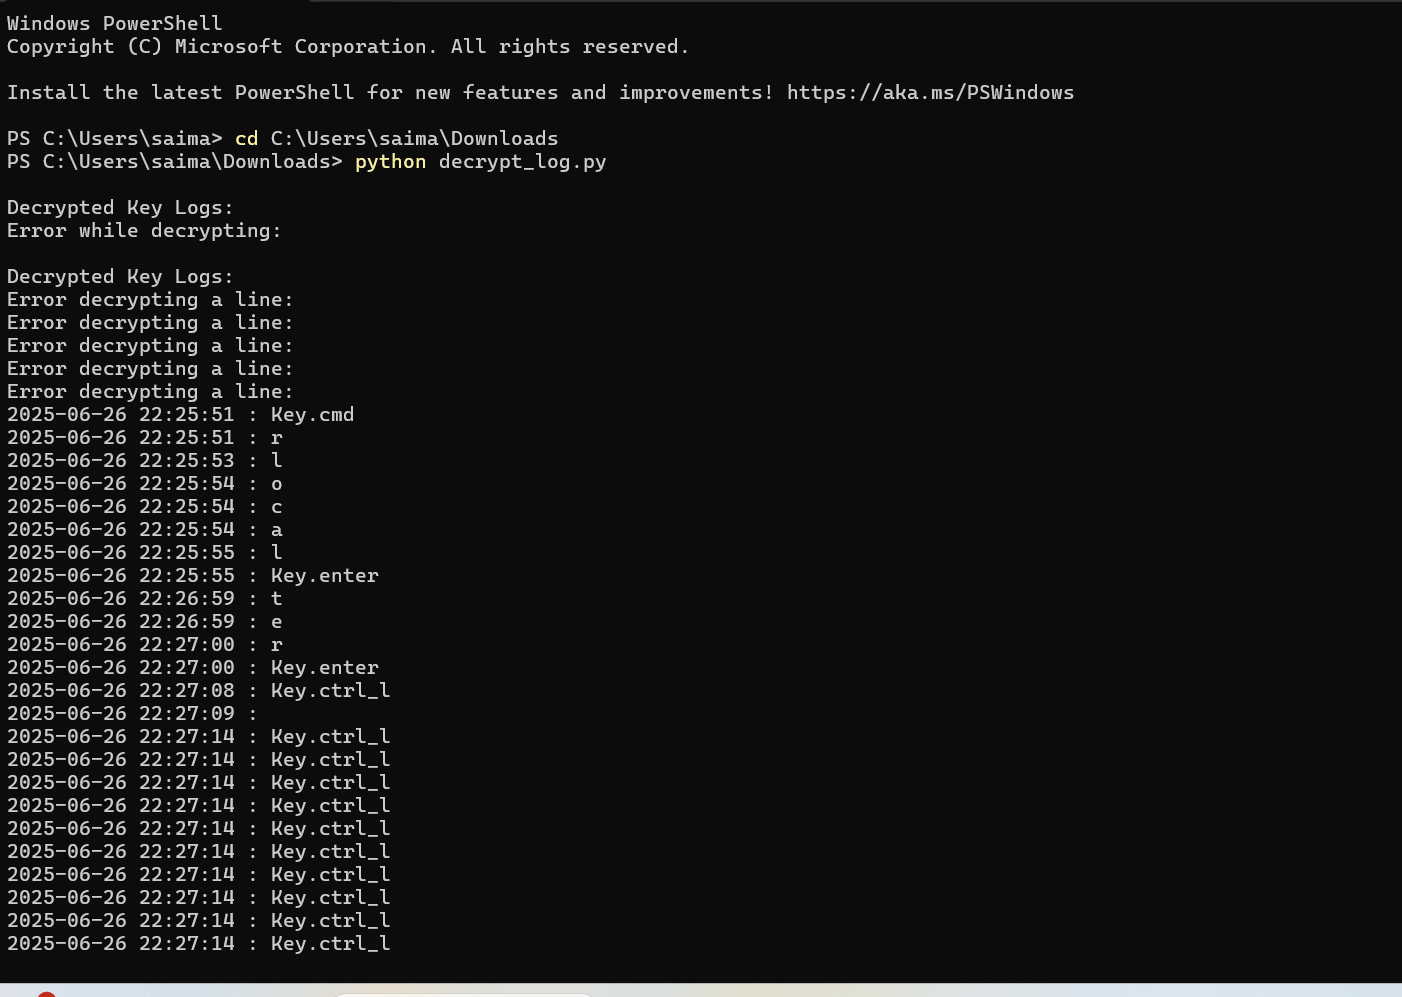 Windows PowerShell
Copyright (C) Microsoft Corporation. All rights reserved.
Install the latest PowerShell for new features and improvements! https://aka.ms/PSWindows
PS C:\Users\saima> cd C:\Users\saima\Downloads
PS C:\Users\saima\Downloads> python decrypt_log.py
Decrypted Key Logs:
Error while decrypting:
Decrypted Key Logs:
Error decrypting a line:
Error decrypting a line:
Error decrypting a line:
Error decrypting a line:
Error decrypting a line:
2025-06-26 22:25:51 : Key.cmd
2025-06-26 22:25:51 : r
2025-06-26 22:25:53 : l
2025-06-26 22:25:54 : o
2025-06-26 22:25:54 : c
2025-06-26 22:25:54 : a
2025-06-26 22:25:55 : l
2025-06-26 22:25:55 : Key.enter
2025-06-26 22:26:59 : t
2025-06-26 22:26:59 : e
2025-06-26 22:27:00 : r
2025-06-26 22:27:00 : Key.enter
2025-06-26 22:27:08 : Key.ctrl_l
2025-06-26 22:27:09 :
2025-06-26 22:27:14 : Key.ctrl_l
2025-06-26 22:27:14 : Key.ctrl_l
2025-06-26 22:27:14 : Key.ctrl_l
2025-06-26 22:27:14 : Key.ctrl_l
2025-06-26 22:27:14 : Key.ctrl_l
2025-06-26 22:27:14 : Key.ctrl_l
2025-06-26 22:27:14 : Key.ctrl_l
2025-06-26 22:27:14 : Key.ctrl_l
2025-06-26 22:27:14 : Key.ctrl_l
2025-06-26 22:27:14 : Key.ctrl_l